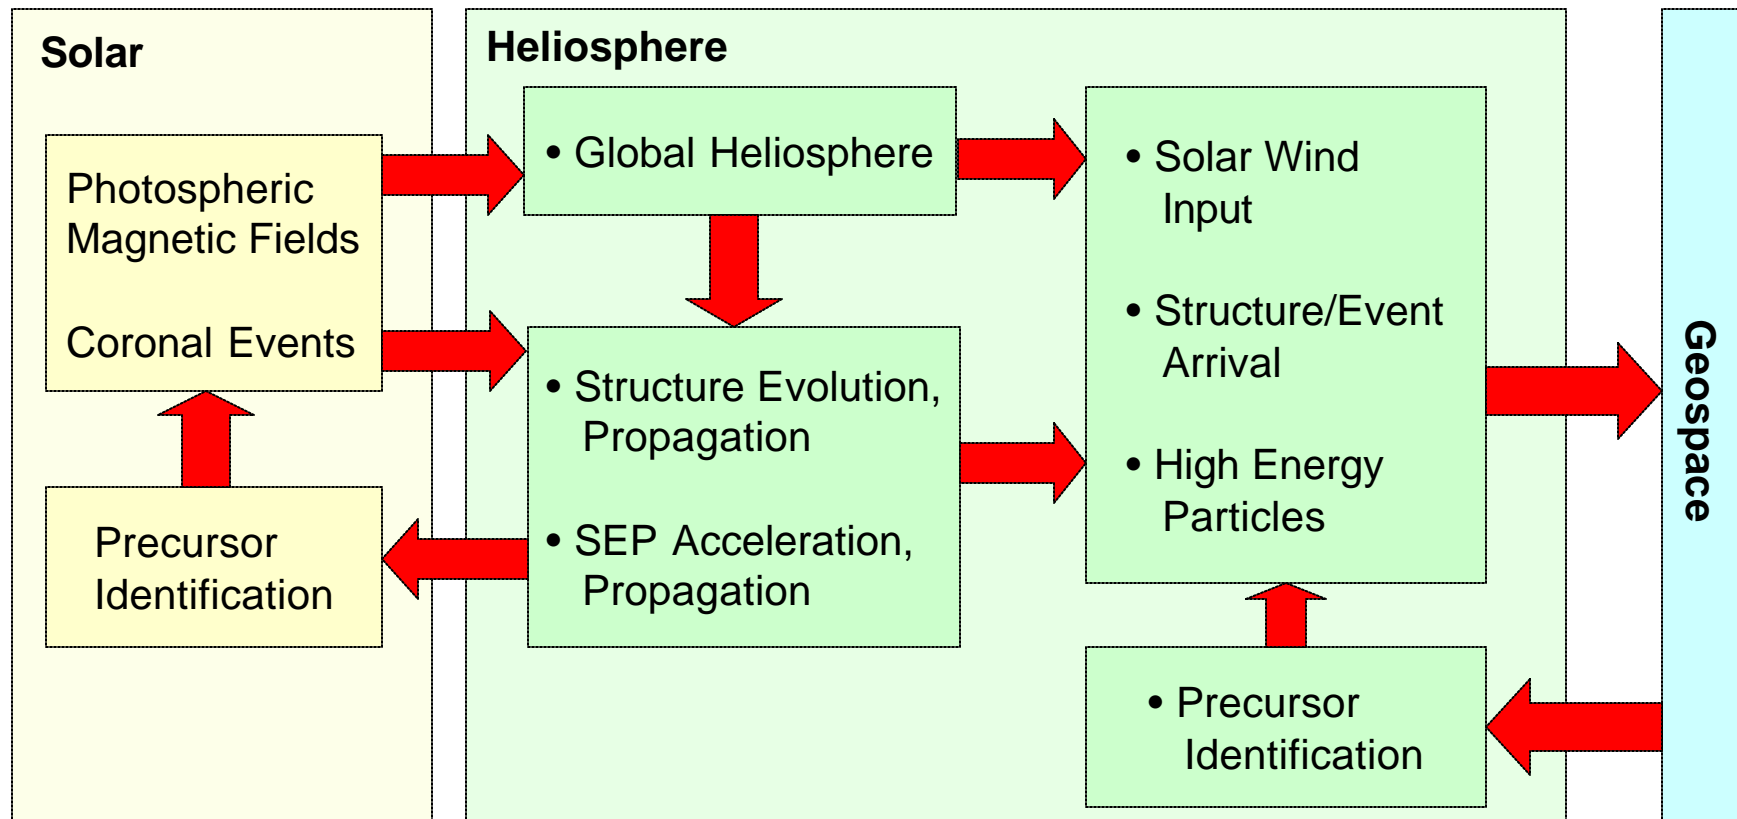 Solar
Photospheric
Magnetic Fields
Coronal Events
Precursor
Identification
Heliosphere
• Global Heliosphere
• Structure Evolution,
Propagation
• SEP Acceleration,
Propagation
• Solar Wind
Input
• Structure/Event
Arrival
• High Energy
Particles
• Precursor
Identification
Geospace